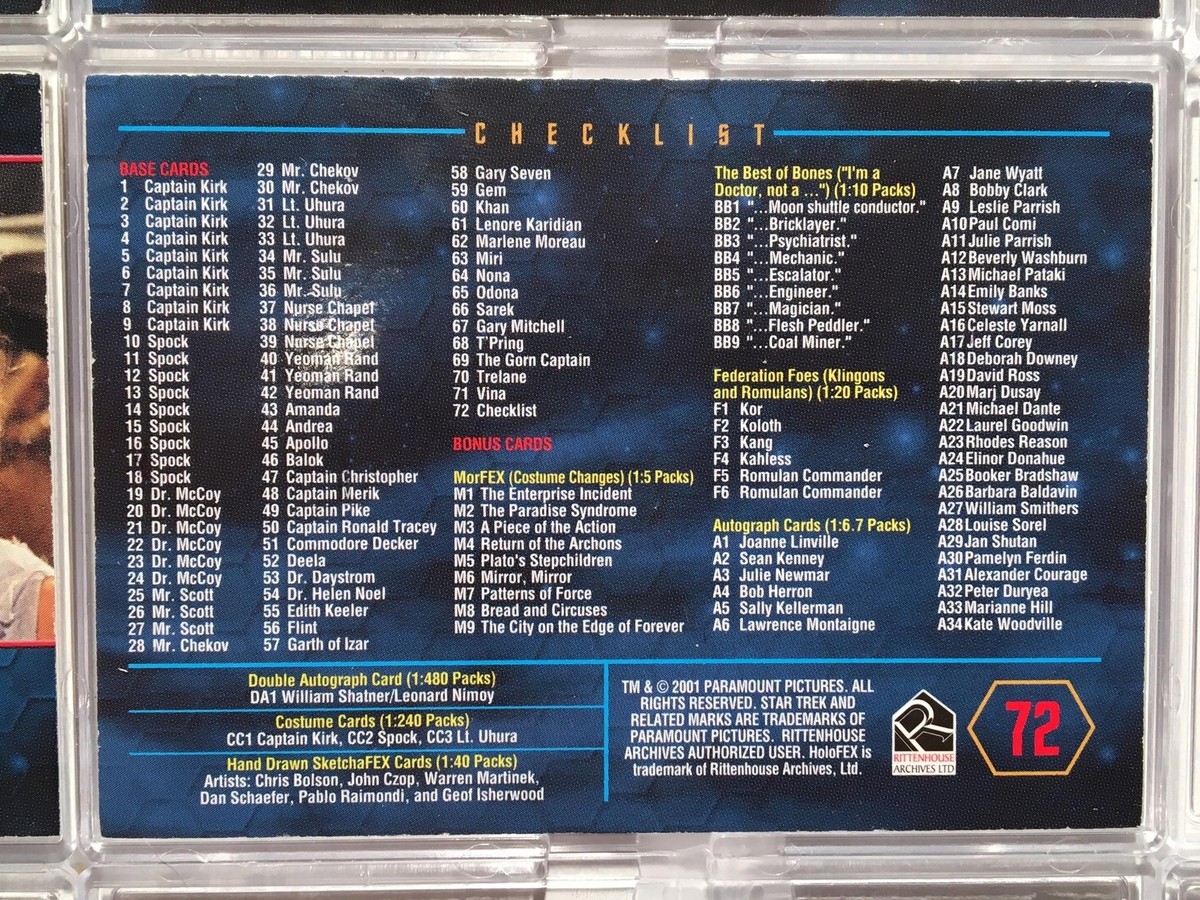 CHECKLIST
BASE CARDS
1 Captain Kirk
2 Captain Kirk
3 Captain Kirk
4 Captain Kirk
5 Captain Kirk
6 Captain Kirk
7 Captain Kirk
8 Captain Kirk
9 Captain Kirk
10 Spock
11 Spock
12 Spock
13 Spock
14 Spock
15 Spock
16 Spock
17 Spock
18 Spock
19 Dr. McCoy
20 Dr. McCoy
21 Dr. McCoy
22 Dr. McCoy
23 Dr. McCoy
24 Dr. McCoy
25 Mr. Scott
26 Mr. Scott
27 Mr. Scott
28 Mr. Chekov
29 Mr. Chekov
30 Mr. Chekov
31 Lt. Uhura
32 Lt. Uhura
33 Lt. Uhura
34 Mr. Sulu
35 Mr. Sulu
36 Mr. Sulu
37 Nurse Chapet
38 Nurse Chapet
39 Nurse Chapel
40 Yeoman Rand
41 Yeoman Rand
42 Yeoman Rand
43 Amanda
44 Andrea
45 Apollo
46 Balok
47 Captain Christopher
48 Captain Merik
49 Captain Pike
50 Captain Ronald Tracey
51 Commodore Decker
52 Deela
53 Dr. Daystrom
54 Dr. Helen Noel
55 Edith Keeler
56 Flint
57 Garth of Izar
58 Gary Seven
59 Gem
60 Khan
61 Lenore Karidian
62 Marlene Moreau
63 Miri
64 Nona
65 Odona
66 Sarek
67 Gary Mitchell
68 T'Pring
69 The Gorn Captain
70 Trelane
71 Vina
72 Checklist
BONUS CARDS
MorFEX (Costume Changes) (1:5 Packs)
M1 The Enterprise Incident
M2 The Paradise Syndrome
M3 A Piece of the Action
M4 Return of the Archons
M5 Plato's Stepchildren
M6 Mirror, Mirror
M7 Patterns of Force
M8 Bread and Circuses
M9 The City on the Edge of Forever
The Best of Bones ("I'm a
Doctor, not a ...") (1:10 Packs)
BB1 "...Moon shuttle conductor."
BB2 "...Bricklayer."
BB3 "...Psychiatrist."
BB4 "...Mechanic."
BB5 "...Escalator."
BB6 "...Engineer."
BB7 "...Magician."
BB8 "...Flesh Peddler."
BB9 "...Coal Miner."
Federation Foes (Klingons
and Romulans) (1:20 Packs)
F1 Kor
F2 Koloth
F3 Kang
F4 Kahless
F5 Romulan Commander
F6 Romulan Commander
Autograph Cards (1:6.7 Packs)
A1 Joanne Linville
A2 Sean Kenney
A3 Julie Newmar
A4 Bob Herron
A5 Sally Kellerman
A6 Lawrence Montaigne
A7 Jane Wyatt
A8 Bobby Clark
A9 Leslie Parrish
A10 Paul Comi
A11 Julie Parrish
A12 Beverly Washburn
A13 Michael Pataki
A14 Emily Banks
A15 Stewart Moss
A16 Celeste Yarnall
A17 Jeff Corey
A18 Deborah Downey
A19 David Ross
A20 Marj Dusay
A21 Michael Dante
A22 Laurel Goodwin
A23 Rhodes Reason
A24 Elinor Donahue
A25 Booker Bradshaw
A26 Barbara Baldavin
A27 William Smithers
A28 Louise Sorel
A29 Jan Shutan
A30 Pamelyn Ferdin
A31 Alexander Courage
A32 Peter Duryea
A33 Marianne Hill
A34 Kate Woodville
Double Autograph Card (1:480 Packs)
DA1 William Shatner/Leonard Nimoy
Costume Cards (1:240 Packs)
CC1 Captain Kirk, CC2 Spock, CC3 Lt. Uhura
Hand Drawn SketchaFEX Cards (1:40 Packs)
Artists: Chris Bolson, John Czop, Warren Martinek,
Dan Schaefer, Pablo Raimondi, and Geof Isherwood
TM & © 2001 PARAMOUNT PICTURES. ALL
RIGHTS RESERVED. STAR TREK AND
RELATED MARKS ARE TRADEMARKS OF
PARAMOUNT PICTURES. RITTENHOUSE
ARCHIVES AUTHORIZED USER. HoloFEX is
trademark of Rittenhouse Archives, Ltd.
RITTENHOUSE
ARCHIVES LTD
72